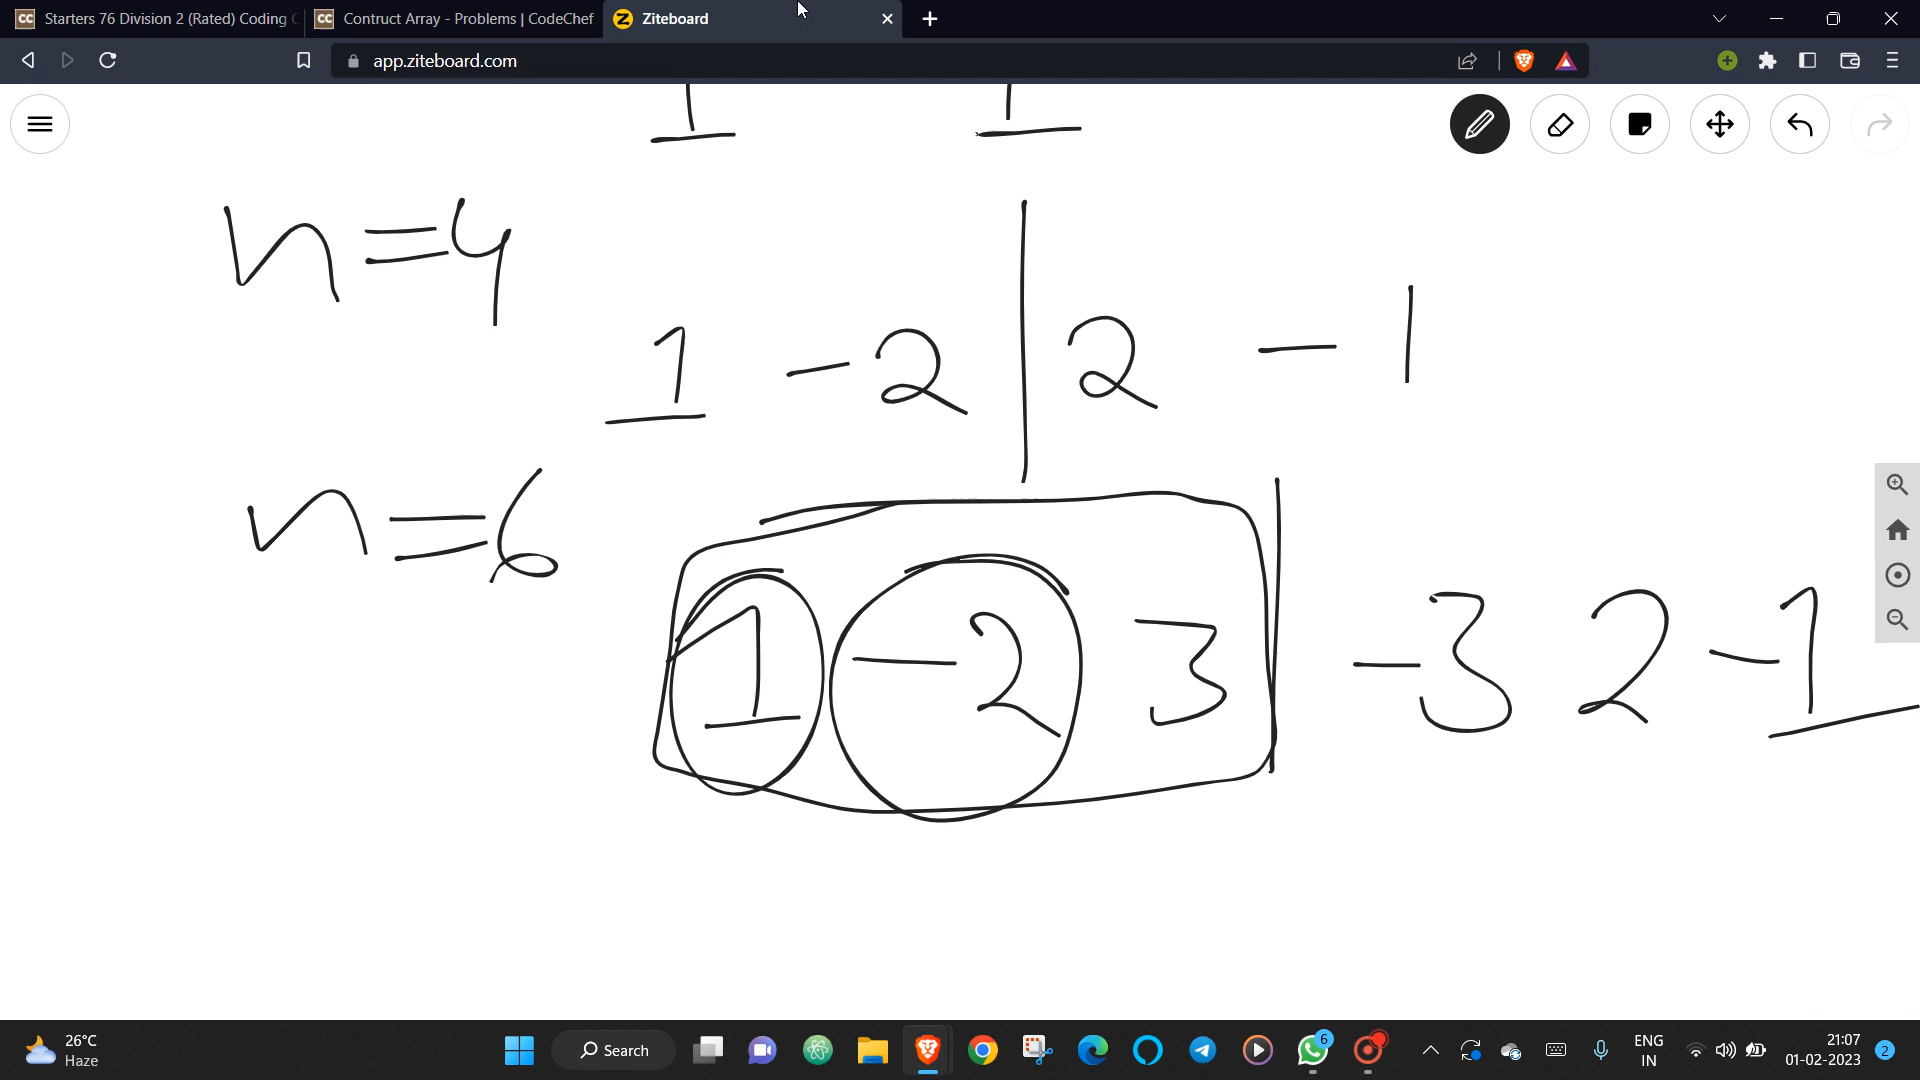 Starters 76 Division 2 (Rated) Coding Contruct Array - Problems | CodeChef Ziteboard
app.ziteboard.com
1 1
n=4
1 -2 2 -1
n=6
1 -2 3 -3 2 -1
26°C
Haze
Search
6
ENG
IN
21:07
01-02-2023
2